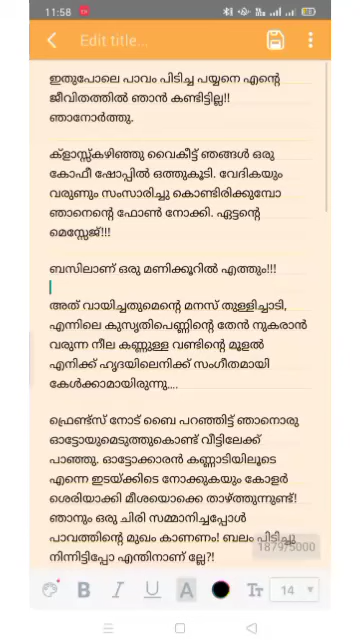 11:58
Edit title...
ഇതുപോലെ പാവം പിടിച്ച പയ്യനെ എന്റെ
ജീവിതത്തിൽ ഞാൻ കണ്ടിട്ടില്ല!!
ഞാനോർത്തു.
ക്ളാസ്സ്കഴിഞ്ഞു വൈകീട്ട് ഞങ്ങൾ ഒരു
കോഫീ ഷോപ്പിൽ ഒത്തുകൂടി. വേദികയും
വരുണും സംസാരിച്ചു കൊണ്ടിരിക്കുമ്പോ
ഞാനെന്റെ ഫോൺ നോക്കി. ഏട്ടന്റെ
മെസ്സേജ്!!!
ബസിലാണ് ഒരു മണിക്കൂറിൽ എത്തും!!!
അത് വായിച്ചതുമെന്റെ മനസ് തുള്ളിച്ചാടി,
എന്നിലെ കുസൃതിപെണ്ണിന്റെ തേൻ നുകരാൻ
വരുന്ന നീല കണ്ണുള്ള വണ്ടിന്റെ മൂളൽ
എനിക്ക് ഹൃദയിലെനിക്ക് സംഗീതമായി
കേൾക്കാമായിരുന്നു....
ഫ്രെണ്ട്സ് നോട് ബൈ പറഞ്ഞിട്ട് ഞാനൊരു
ഓട്ടോയുമെടുത്തുകൊണ്ട് വീട്ടിലേക്ക്
പാഞ്ഞു. ഓട്ടോക്കാരൻ കണ്ണാടിയിലൂടെ
എന്നെ ഇടയ്ക്കിടെ നോക്കുകയും കോളർ
ശെരിയാക്കി മീശയൊക്കെ താഴ്ത്തുന്നുണ്ട്!
ഞാനും ഒരു ചിരി സമ്മാനിച്ചപ്പോൾ
പാവത്തിന്റെ മുഖം കാണണം! ബലം പിടിച്ചു
നിന്നിട്ടിപ്പോ എന്തിനാണ് ല്ലേ?!
1879/5000
B I U A Tт 14